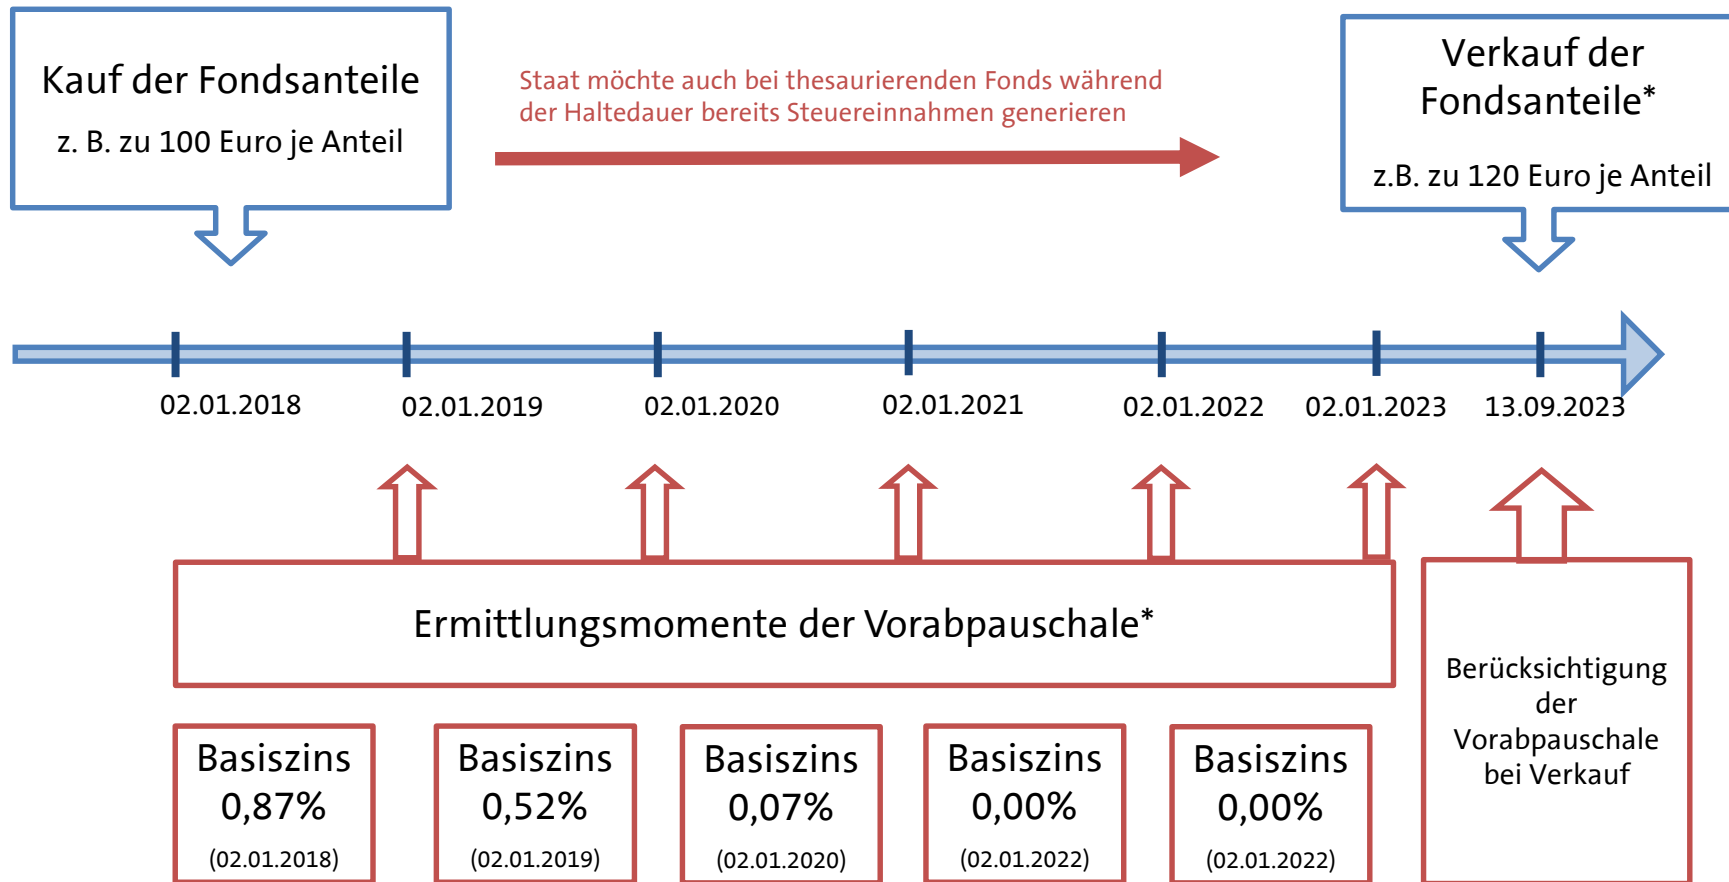 Kauf der Fondsanteile
z. B. zu 100 Euro je Anteil
Staat möchte auch bei thesaurierenden Fonds während
der Haltedauer bereits Steuereinnahmen generieren
Verkauf der
Fondsanteile*
z.B. zu 120 Euro je Anteil
02.01.2018
02.01.2019
02.01.2020
02.01.2021
02.01.2022
02.01.2023
13.09.2023
Ermittlungsmomente der Vorabpauschale*
Berücksichtigung
der
Vorabpauschale
bei Verkauf
Basiszins
0,87%
(02.01.2018)
Basiszins
0,52%
(02.01.2019)
Basiszins
0,07%
(02.01.2020)
Basiszins
0,00%
(02.01.2022)
Basiszins
0,00%
(02.01.2022)